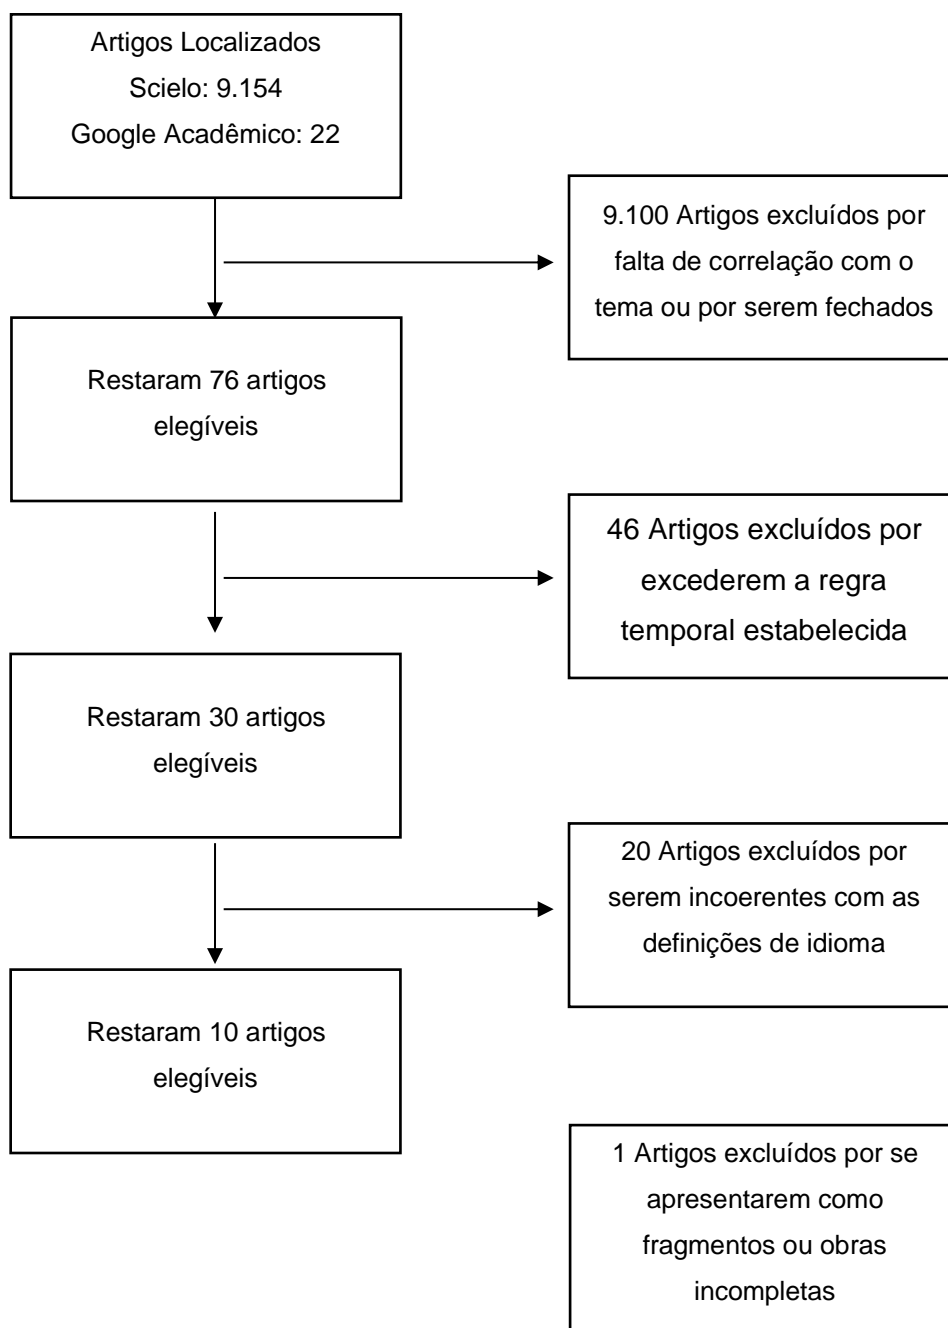 Artigos Localizados
Scielo: 9.154
Google Acadêmico: 22
9.100 Artigos excluídos por
falta de correlação com o
tema ou por serem fechados
Restaram 76 artigos
elegíveis
46 Artigos excluídos por
excederem a regra
temporal estabelecida
Restaram 30 artigos
elegíveis
20 Artigos excluídos por
serem incoerentes com as
definições de idioma
Restaram 10 artigos
elegíveis
1 Artigos excluídos por se
apresentarem como
fragmentos ou obras
incompletas